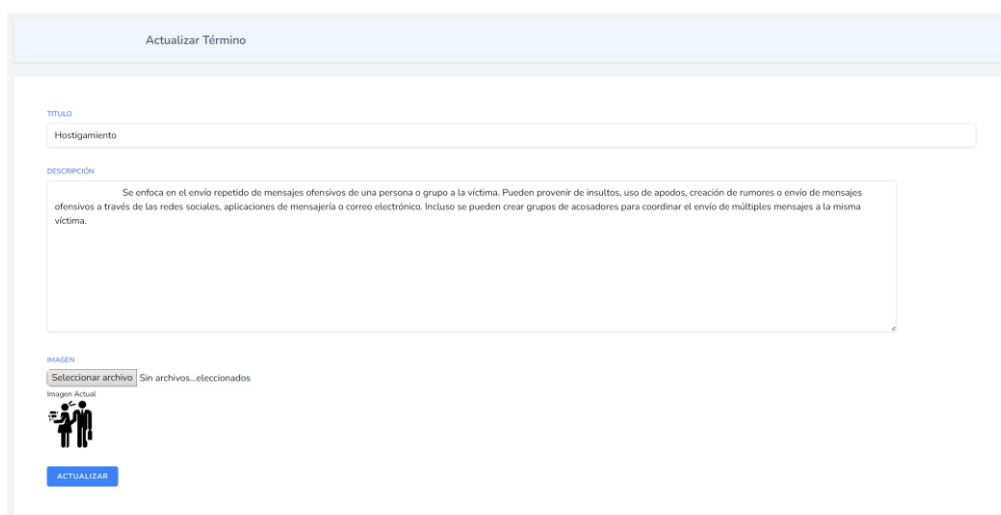 Actualizar Término
TITULO
Hostigamiento
DESCRIPCIÓN
Se enfoca en el envío repetido de mensajes ofensivos de una persona o grupo a la víctima. Pueden provenir de insultos, uso de apodos, creación de rumores o envío de mensajes
ofensivos a través de las redes sociales, aplicaciones de mensajería o correo electrónico. Incluso se pueden crear grupos de acosadores para coordinar el envío de múltiples mensajes a la misma
víctima.
IMAGEN
Seleccionar archivo Sin archivos...eleccionados
Imagen Actual
ACTUALIZAR